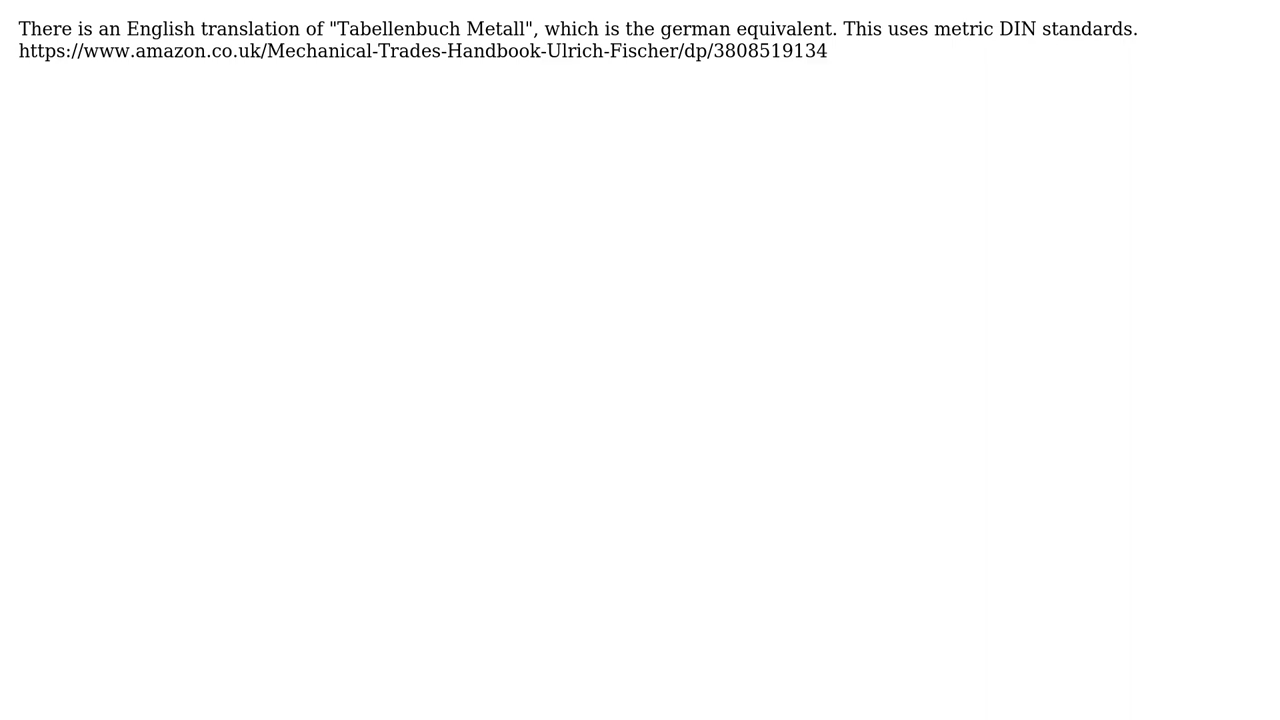 There is an English translation of "Tabellenbuch Metall", which is the german equivalent. This uses metric DIN standards.
https://www.amazon.co.uk/Mechanical-Trades-Handbook-Ulrich-Fischer/dp/3808519134